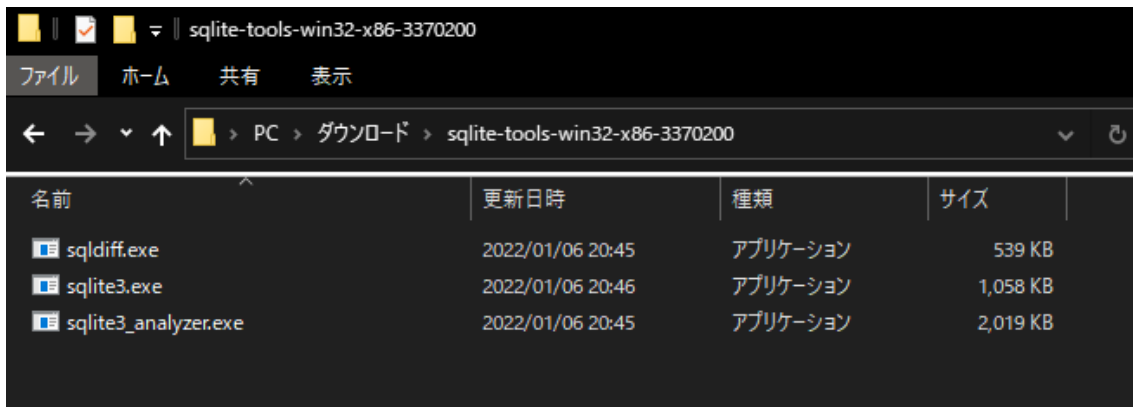 sqlite-tools-win32-x86-3370200
ファイル ホーム 共有 表示
PC > ダウンロード > sqlite-tools-win32-x86-3370200
名前 更新日時 種類 サイズ
sqldiff.exe 2022/01/06 20:45 アプリケーション 539 KB
sqlite3.exe 2022/01/06 20:46 アプリケーション 1,058 KB
sqlite3_analyzer.exe 2022/01/06 20:45 アプリケーション 2,019 KB